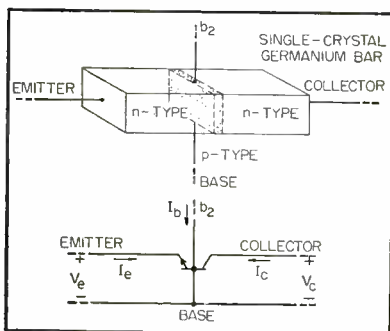 b2
SINGLE-CRYSTAL
GERMANIUM BAR
EMITTER
COLLECTOR
n-TYPE
n-TYPE
p-TYPE
BASE
Ib
b2
EMITTER
COLLECTOR
+
+
Ie
Ic
Ve
Vc
−
−
BASE